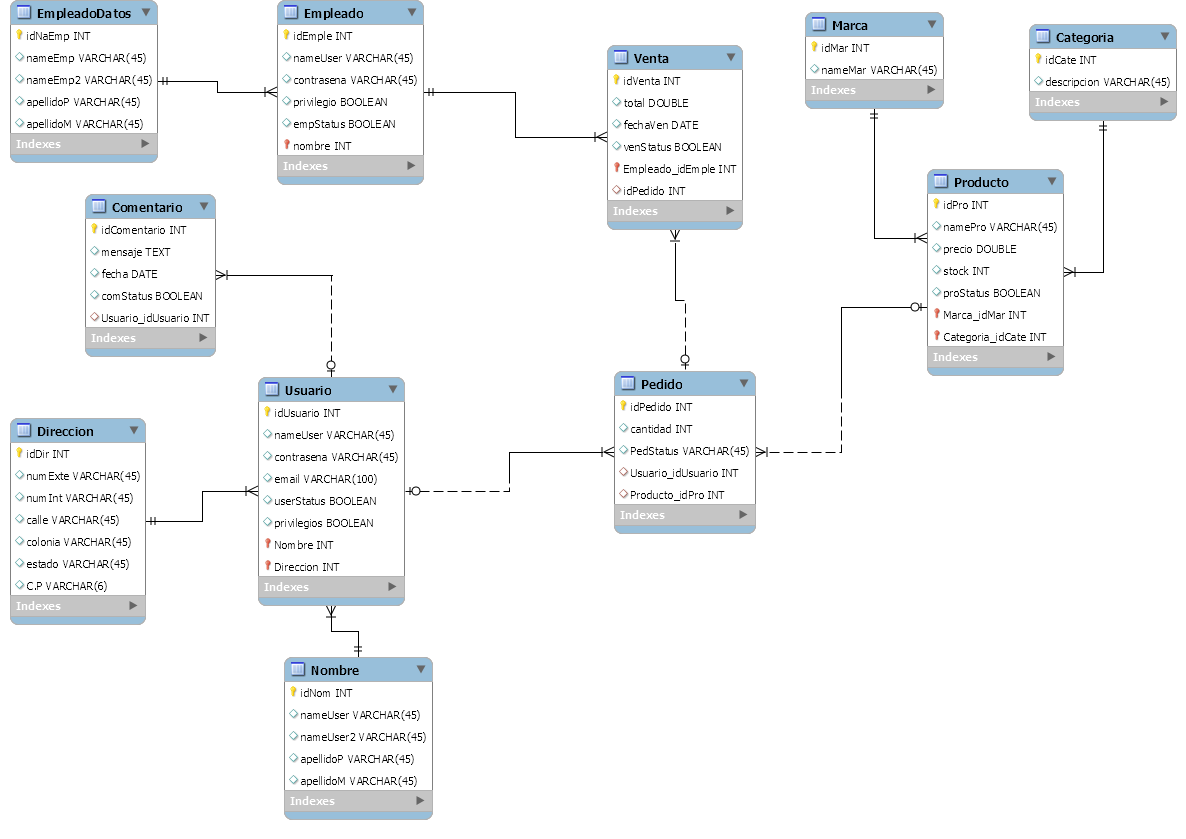 EmpleadoDatos
idNaEmp INT
nameEmp VARCHAR(45)
nameEmp2 VARCHAR(45)
apellidoP VARCHAR(45)
apellidoM VARCHAR(45)
Indexes
Empleado
idEmple INT
nameUser VARCHAR(45)
contrasena VARCHAR(45)
privilegio BOOLEAN
empStatus BOOLEAN
nombre INT
Indexes
Venta
idVenta INT
total DOUBLE
fechaVen DATE
venStatus BOOLEAN
Empleado_idEmple INT
idPedido INT
Indexes
Marca
idMar INT
nameMar VARCHAR(45)
Indexes
Categoria
idCate INT
descripcion VARCHAR(45)
Indexes
Producto
idPro INT
namePro VARCHAR(45)
precio DOUBLE
stock INT
proStatus BOOLEAN
Marca_idMar INT
Categoria_idCate INT
Indexes
Comentario
idComentario INT
mensaje TEXT
fecha DATE
comStatus BOOLEAN
Usuario_idUsuario INT
Indexes
Usuario
idUsuario INT
nameUser VARCHAR(45)
contrasena VARCHAR(45)
email VARCHAR(100)
userStatus BOOLEAN
privilegios BOOLEAN
Nombre INT
Direccion INT
Indexes
Pedido
idPedido INT
cantidad INT
PedStatus VARCHAR(45)
Usuario_idUsuario INT
Producto_idPro INT
Indexes
Direccion
idDir INT
numExte VARCHAR(45)
numInt VARCHAR(45)
calle VARCHAR(45)
colonia VARCHAR(45)
estado VARCHAR(45)
C.P VARCHAR(6)
Indexes
Nombre
idNom INT
nameUser VARCHAR(45)
nameUser2 VARCHAR(45)
apellidoP VARCHAR(45)
apellidoM VARCHAR(45)
Indexes